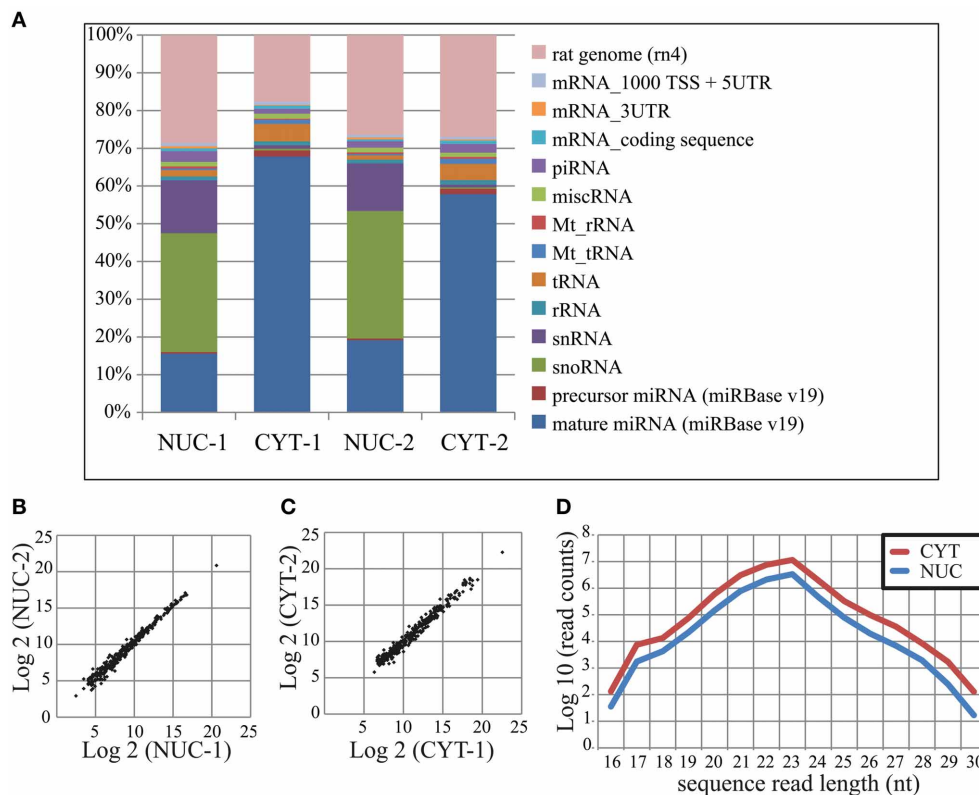 A
100%
90%
80%
70%
60%
50%
40%
30%
20%
10%
0%
NUC-1 CYT-1 NUC-2 CYT-2
rat genome (rn4)
mRNA_1000 TSS + 5UTR
mRNA_3UTR
mRNA_coding sequence
piRNA
miscRNA
Mt_rRNA
Mt_tRNA
tRNA
rRNA
snRNA
snoRNA
precursor miRNA (miRBase v19)
mature miRNA (miRBase v19)
B
Log 2 (NUC-2)
25
20
15
10
5
0
5 10 15 20 25
Log 2 (NUC-1)
C
Log 2 (CYT-2)
25
20
15
10
5
0
5 10 15 20 25
Log 2 (CYT-1)
D
Log 10 (read counts)
8.
7.
6.
5.
4.
3.
2.
1.
0.
CYT
NUC
16 17 18 19 20 21 22 23 24 25 26 27 28 29 30
sequence read length (nt)